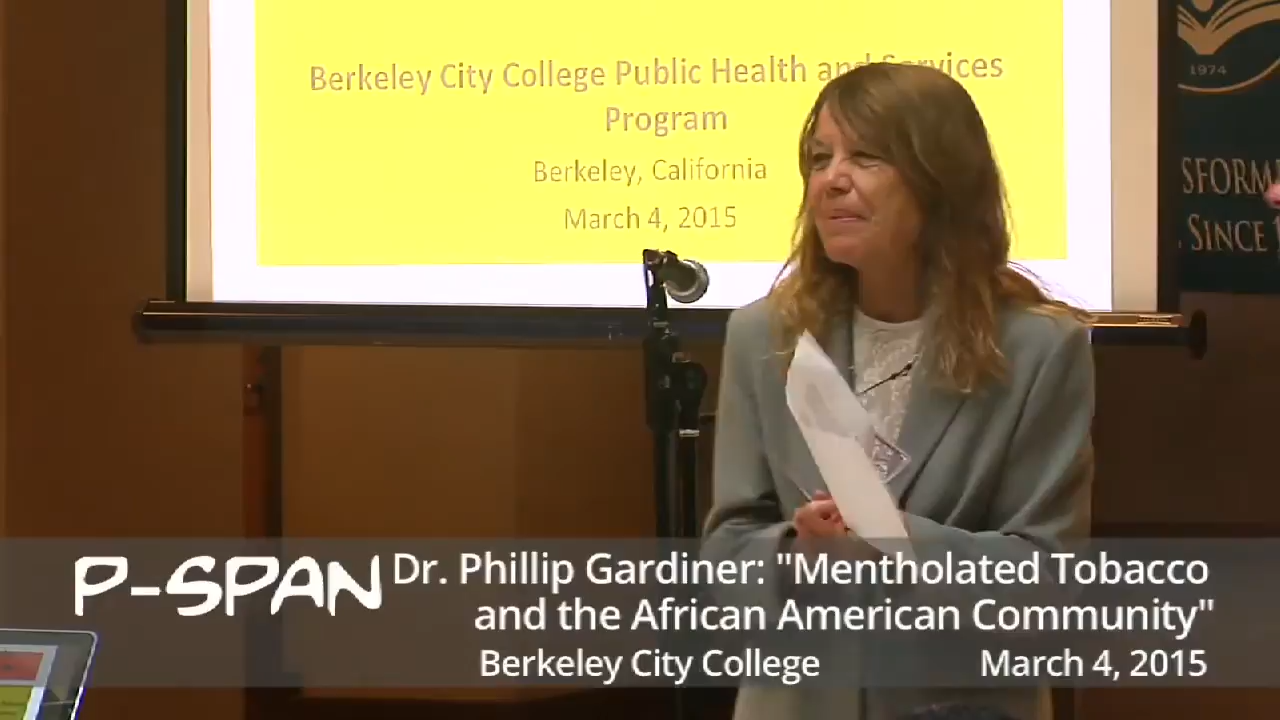 Berkeley City College Public Health and Services
Program
Berkeley, California
March 4, 2015
1974
SFORM
SINCE
P-SPAN
Dr. Phillip Gardiner: "Mentholated Tobacco
and the African American Community"
Berkeley City College March 4, 2015